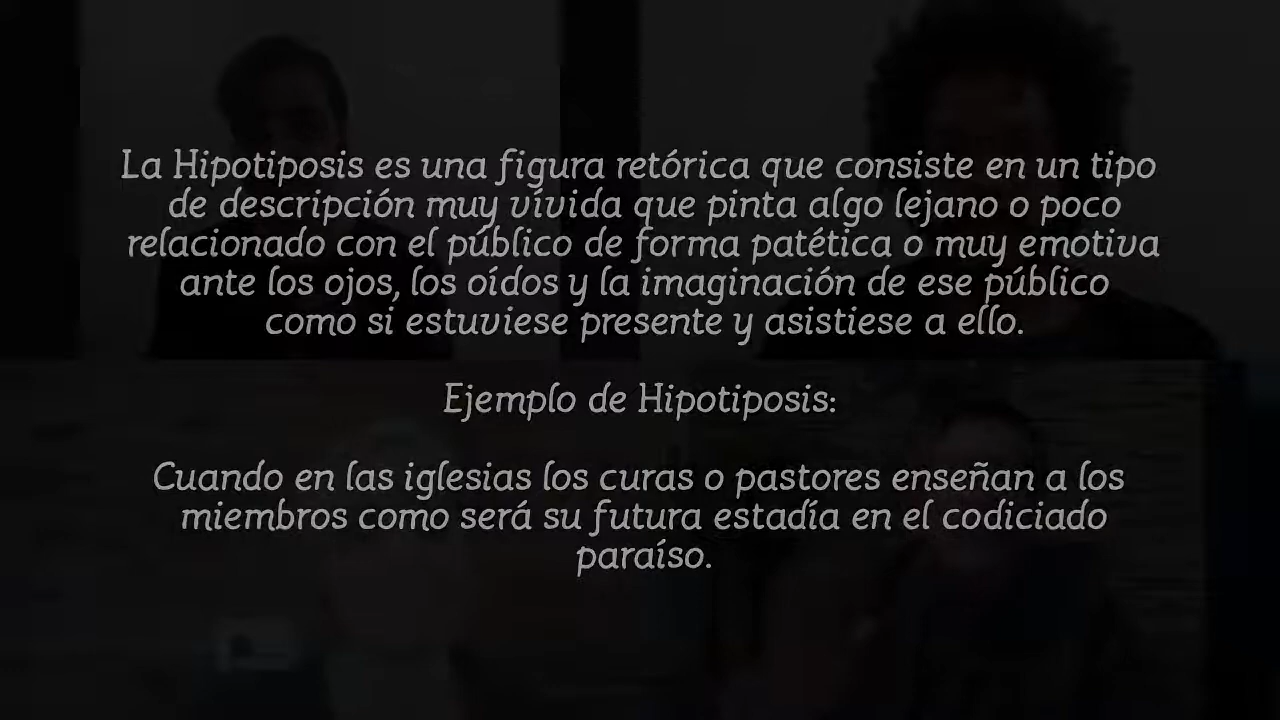 La Hipotiposis es una figura retórica que consiste en un tipo
de descripción muy vívida que pinta algo lejano o poco
relacionado con el público de forma patética o muy emotiva
ante los ojos, los oídos y la imaginación de ese público
como si estuviese presente y asistiese a ello.
Ejemplo de Hipotiposis:
Cuando en las iglesias los curas o pastores enseñan a los
miembros como será su futura estadía en el codiciado
paraíso.